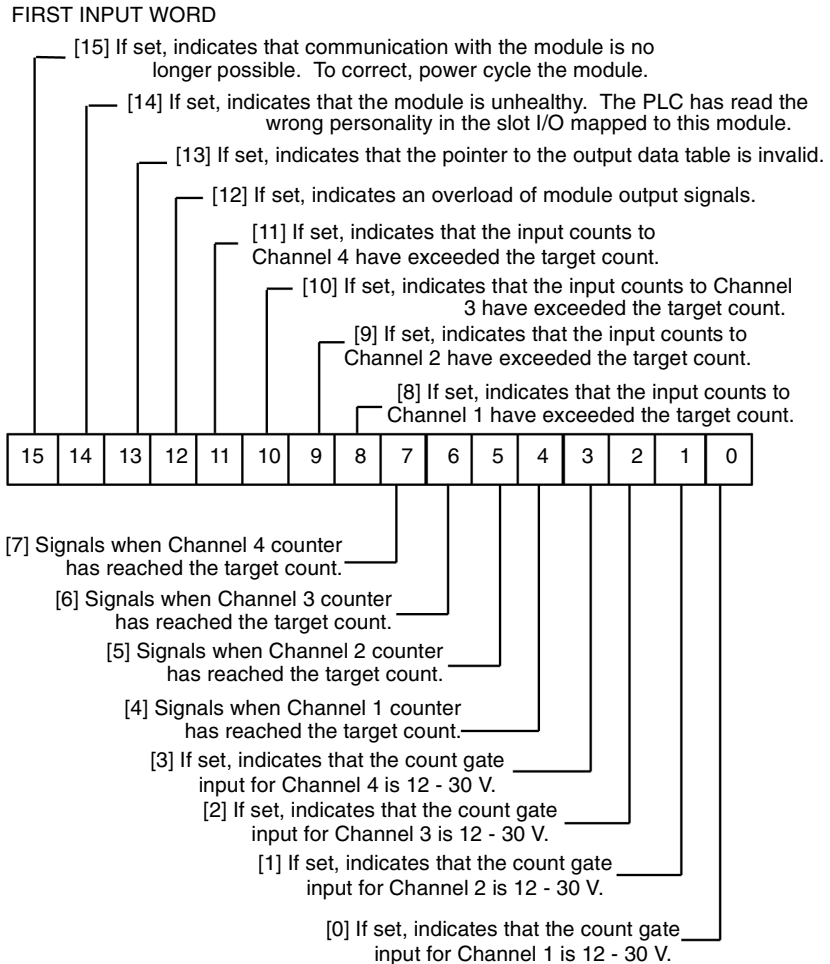 FIRST INPUT WORD
[15] If set, indicates that communication with the module is no
longer possible. To correct, power cycle the module.
[14] If set, indicates that the module is unhealthy. The PLC has read the
wrong personality in the slot I/O mapped to this module.
[13] If set, indicates that the pointer to the output data table is invalid.
[12] If set, indicates an overload of module output signals.
[11] If set, indicates that the input counts to
Channel 4 have exceeded the target count.
[10] If set, indicates that the input counts to Channel
3 have exceeded the target count.
[9] If set, indicates that the input counts to
Channel 2 have exceeded the target count.
[8] If set, indicates that the input counts to
Channel 1 have exceeded the target count.
15 14 13 12 11 10 9 8 7 6 5 4 3 2 1 0
[7] Signals when Channel 4 counter
has reached the target count.
[6] Signals when Channel 3 counter
has reached the target count.
[5] Signals when Channel 2 counter
has reached the target count.
[4] Signals when Channel 1 counter
has reached the target count.
[3] If set, indicates that the count gate
input for Channel 4 is 12 - 30 V.
[2] If set, indicates that the count gate
input for Channel 3 is 12 - 30 V.
[1] If set, indicates that the count gate
input for Channel 2 is 12 - 30 V.
[0] If set, indicates that the count gate
input for Channel 1 is 12 - 30 V.